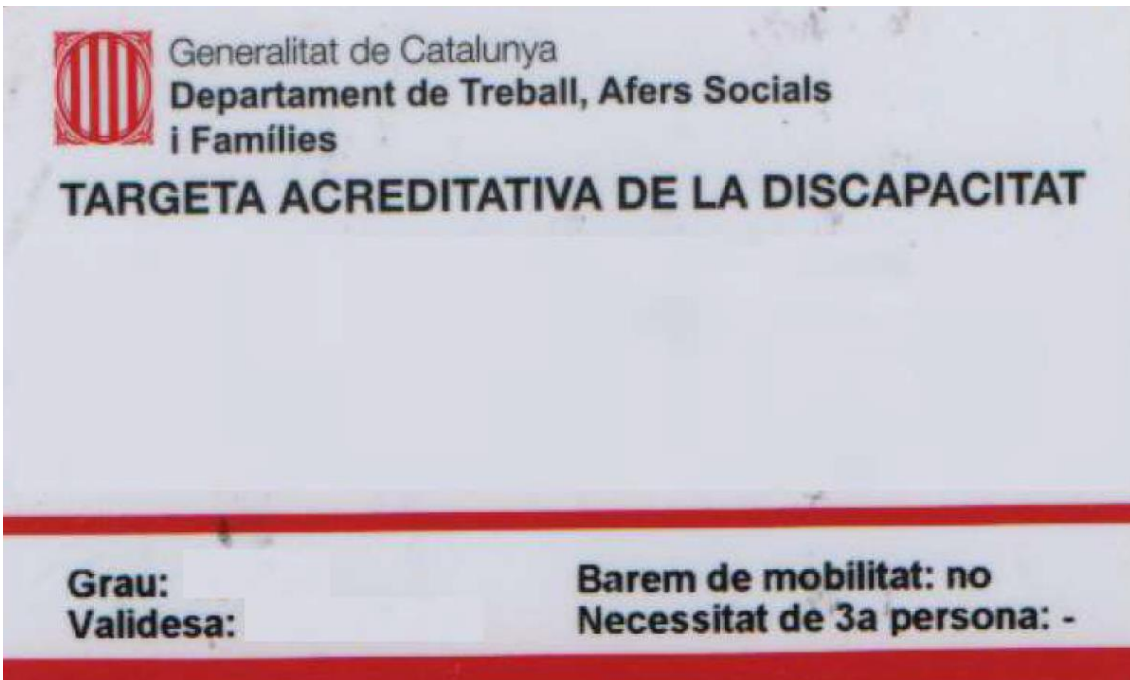 Generalitat de Catalunya
Departament de Treball, Afers Socials
i Famílies
TARGETA ACREDITATIVA DE LA DISCAPACITAT
Grau:
Validesa:
Barem de mobilitat: no
Necessitat de 3a persona: -